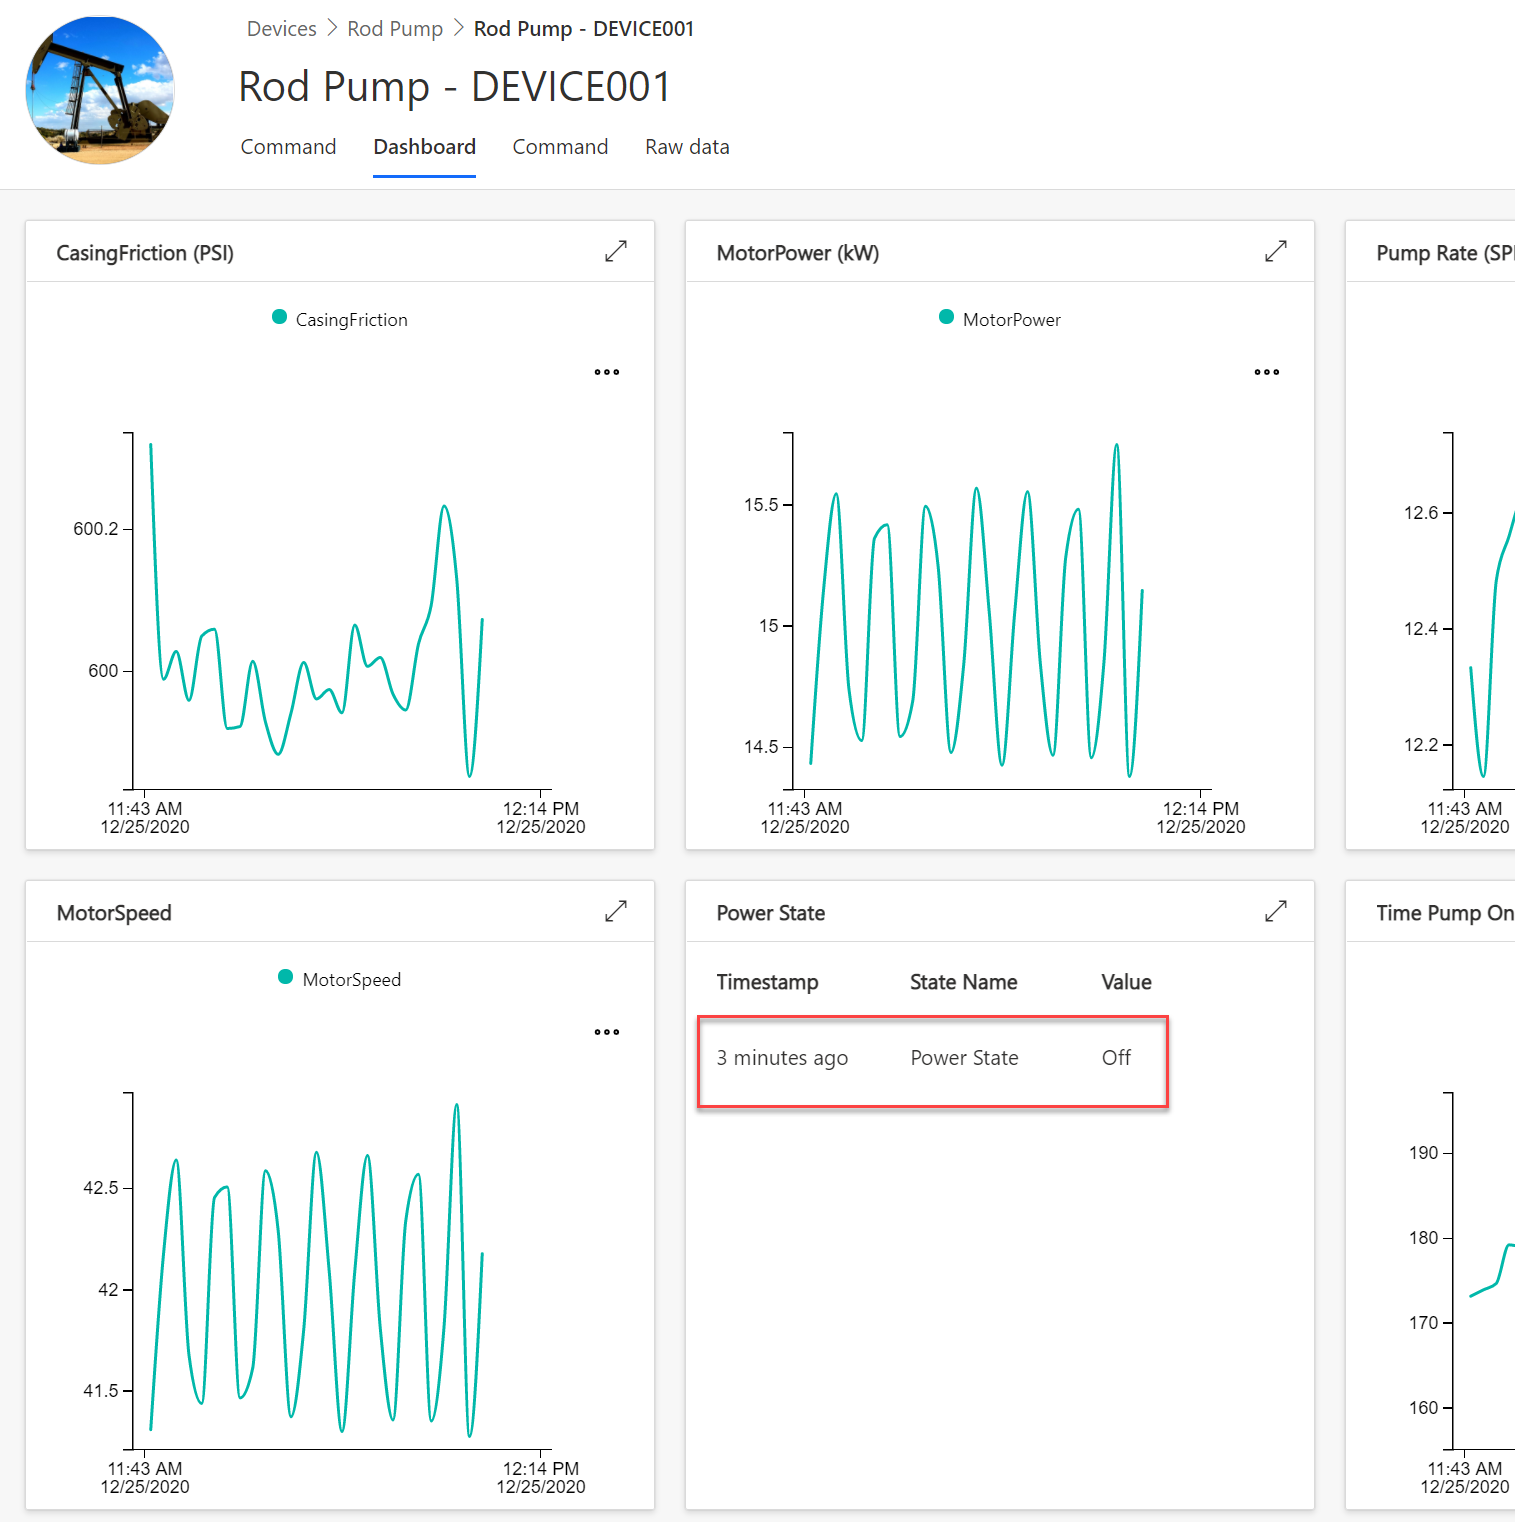 Devices > Rod Pump > Rod Pump - DEVICE001
Rod Pump - DEVICE001
Command Dashboard Command Raw data
CasingFriction (PSI)
CasingFriction
600.2
600
11:43 AM 12:14 PM
12/25/2020 12/25/2020
MotorPower (kW)
MotorPower
15.5
15
14.5
11:43 AM 12:14 PM
12/25/2020 12/25/2020
Pump Rate (SP
12.6
12.4
12.2
11:43 AM
12/25/2020
MotorSpeed
MotorSpeed
42.5
42
41.5
11:43 AM 12:14 PM
12/25/2020 12/25/2020
Power State
Timestamp State Name Value
3 minutes ago Power State Off
Time Pump On
190
180
170
160
11:43 AM
12/25/2020